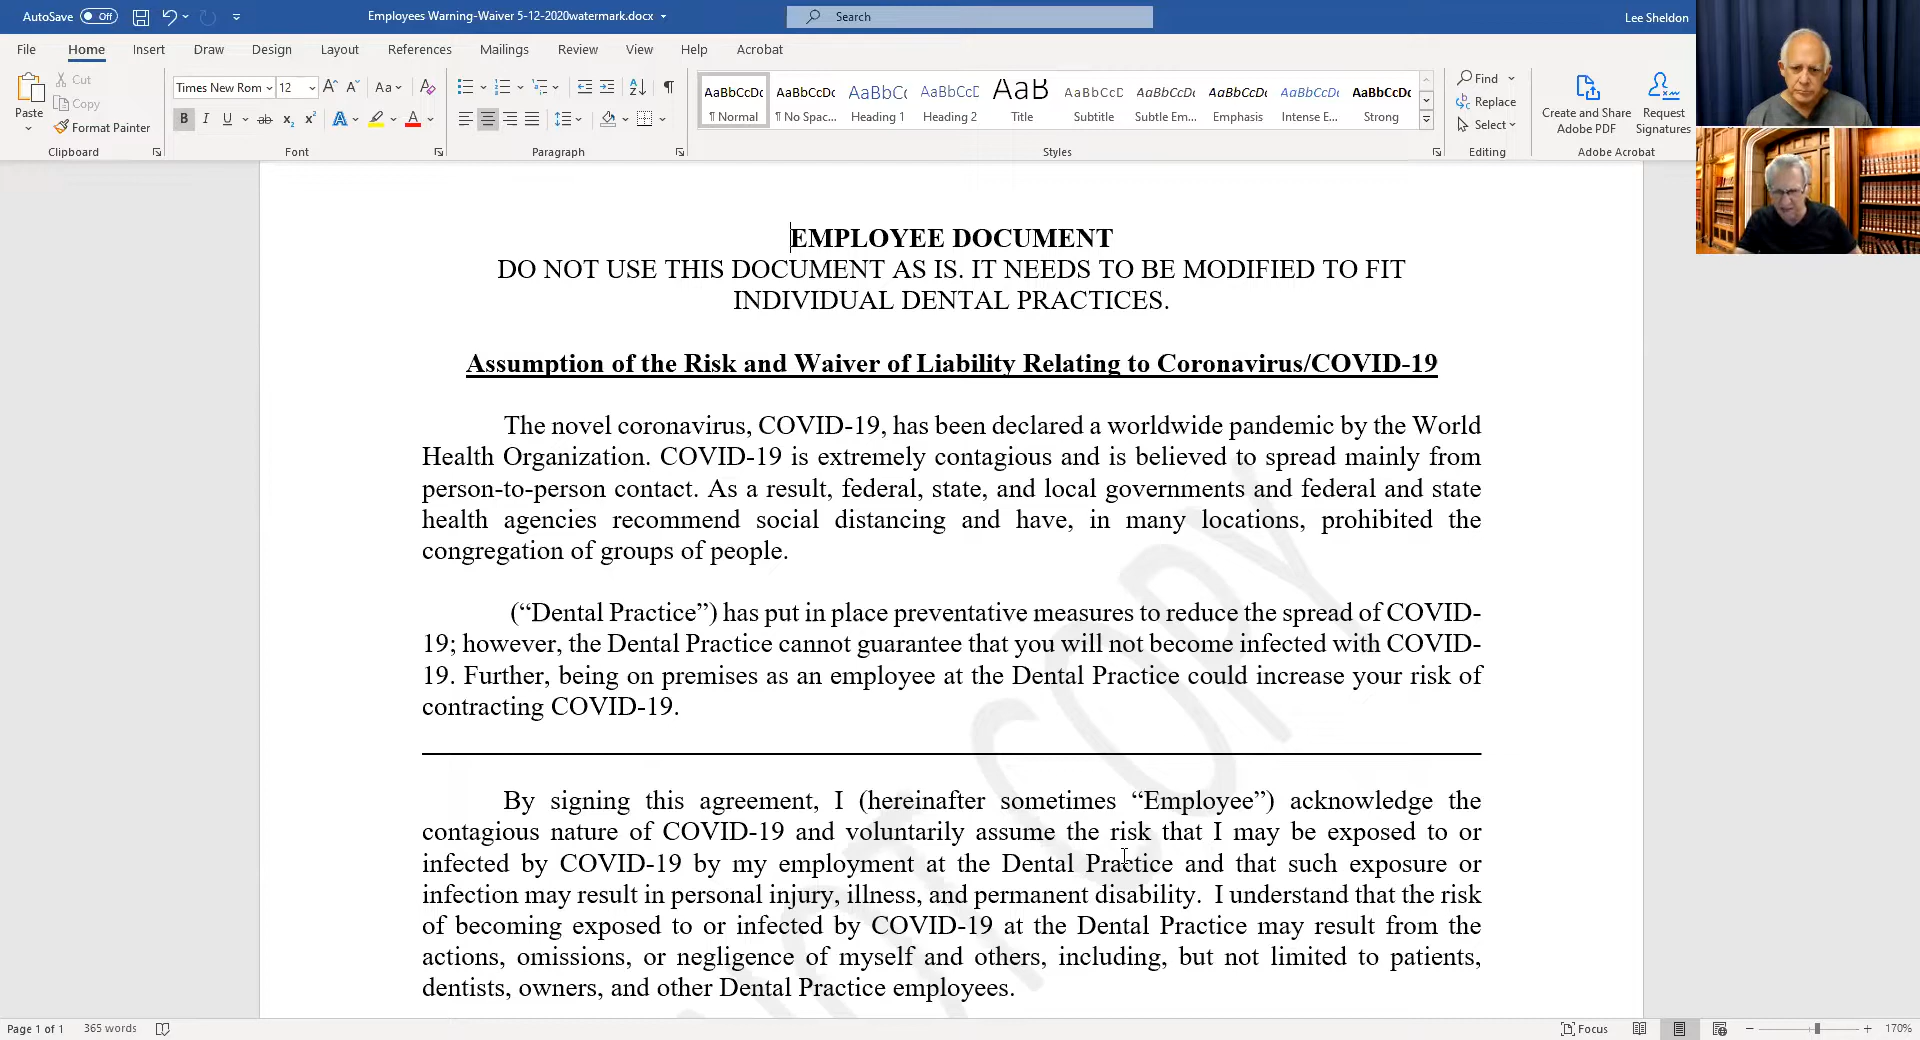 AutoSave Off Employees Warning-Waiver 5-12-2020watermark.docx Search Lee Sheldon
File Home Insert Draw Design Layout References Mailings Review View Help Acrobat
Paste Cut Copy Format Painter
Times New Rom 12 Aa
AaBbCcDc AaBbCcDc AaBbCc AaBbCcD AaB AaBbCcD AaBbCcDc AaBbCcDc AaBbCcDc AaBbCcDc
¶ Normal ¶ No Spac... Heading 1 Heading 2 Title Subtitle Subtle Em... Emphasis Intense E... Strong
Find
Replace
Select
Create and Share Adobe PDF Request Signatures
Clipboard Font Paragraph Styles Editing Adobe Acrobat
EMPLOYEE DOCUMENT
DO NOT USE THIS DOCUMENT AS IS. IT NEEDS TO BE MODIFIED TO FIT
INDIVIDUAL DENTAL PRACTICES.
Assumption of the Risk and Waiver of Liability Relating to Coronavirus/COVID-19
The novel coronavirus, COVID-19, has been declared a worldwide pandemic by the World
Health Organization. COVID-19 is extremely contagious and is believed to spread mainly from
person-to-person contact. As a result, federal, state, and local governments and federal and state
health agencies recommend social distancing and have, in many locations, prohibited the
congregation of groups of people.
(“Dental Practice”) has put in place preventative measures to reduce the spread of COVID-
19; however, the Dental Practice cannot guarantee that you will not become infected with COVID-
19. Further, being on premises as an employee at the Dental Practice could increase your risk of
contracting COVID-19.
By signing this agreement, I (hereinafter sometimes “Employee”) acknowledge the
contagious nature of COVID-19 and voluntarily assume the risk that I may be exposed to or
infected by COVID-19 by my employment at the Dental Practice and that such exposure or
infection may result in personal injury, illness, and permanent disability. I understand that the risk
of becoming exposed to or infected by COVID-19 at the Dental Practice may result from the
actions, omissions, or negligence of myself and others, including, but not limited to patients,
dentists, owners, and other Dental Practice employees.
NOT COPY
Page 1 of 1 365 words Focus 170%